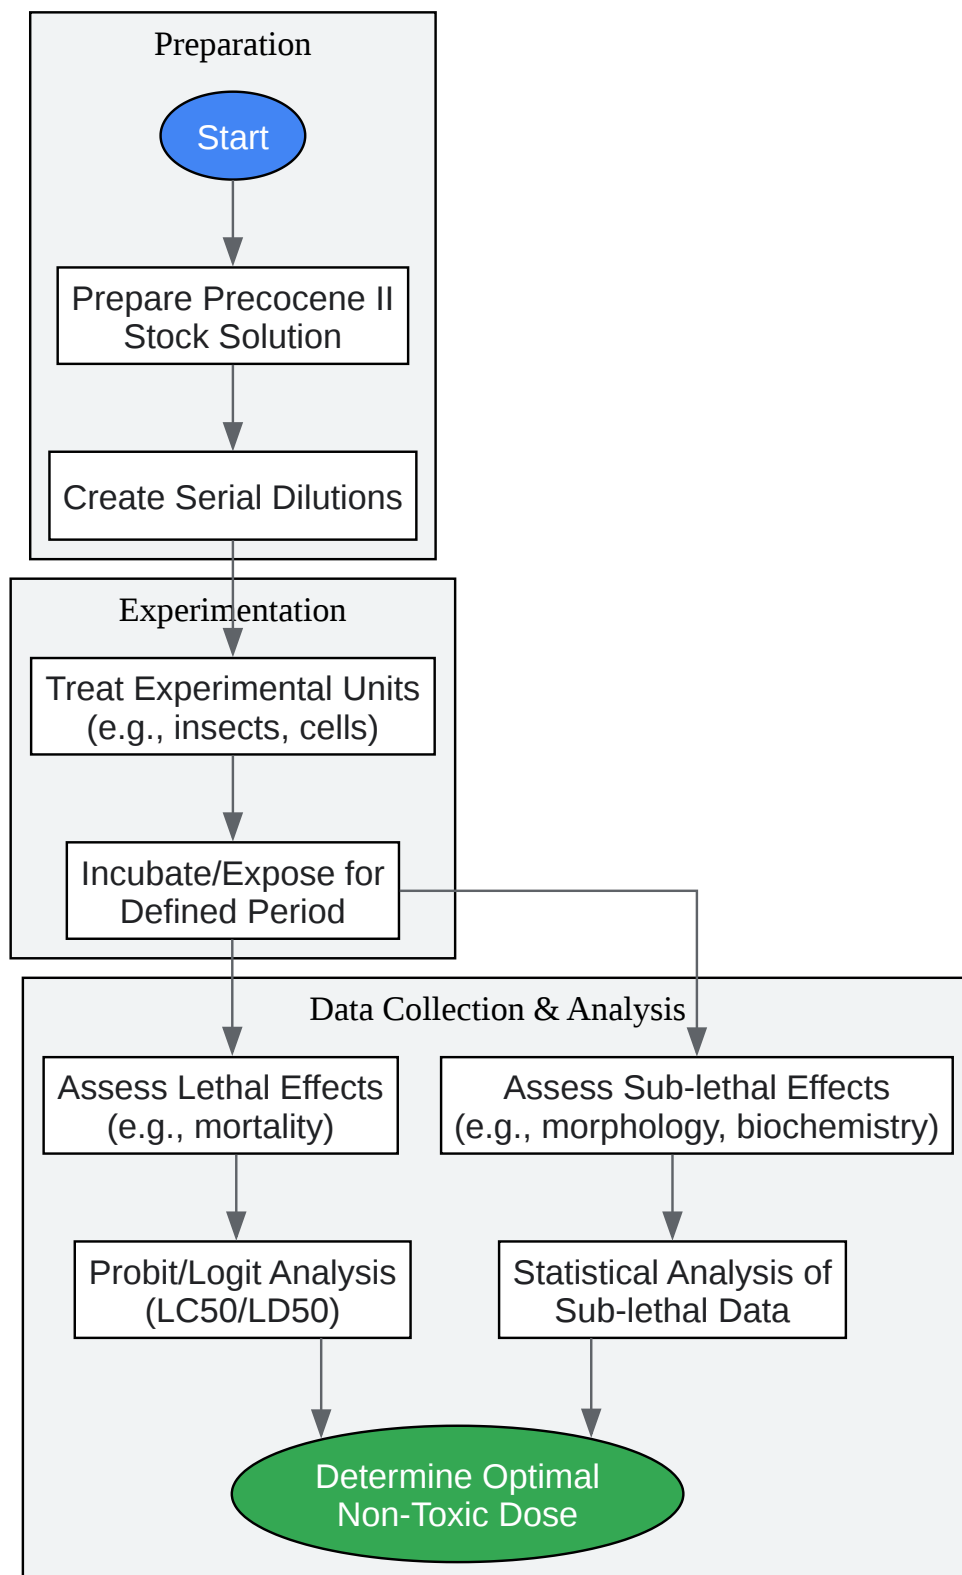 Preparation
Start
Prepare Precocene II
Stock Solution
Create Serial Dilutions
Experimentation
Treat Experimental Units
(e.g., insects, cells)
Incubate/Expose for
Defined Period
Data Collection & Analysis
Assess Lethal Effects
(e.g., mortality)
Assess Sub-lethal Effects
(e.g., morphology, biochemistry)
Probit/Logit Analysis
(LC50/LD50)
Statistical Analysis of
Sub-lethal Data
Determine Optimal
Non-Toxic Dose